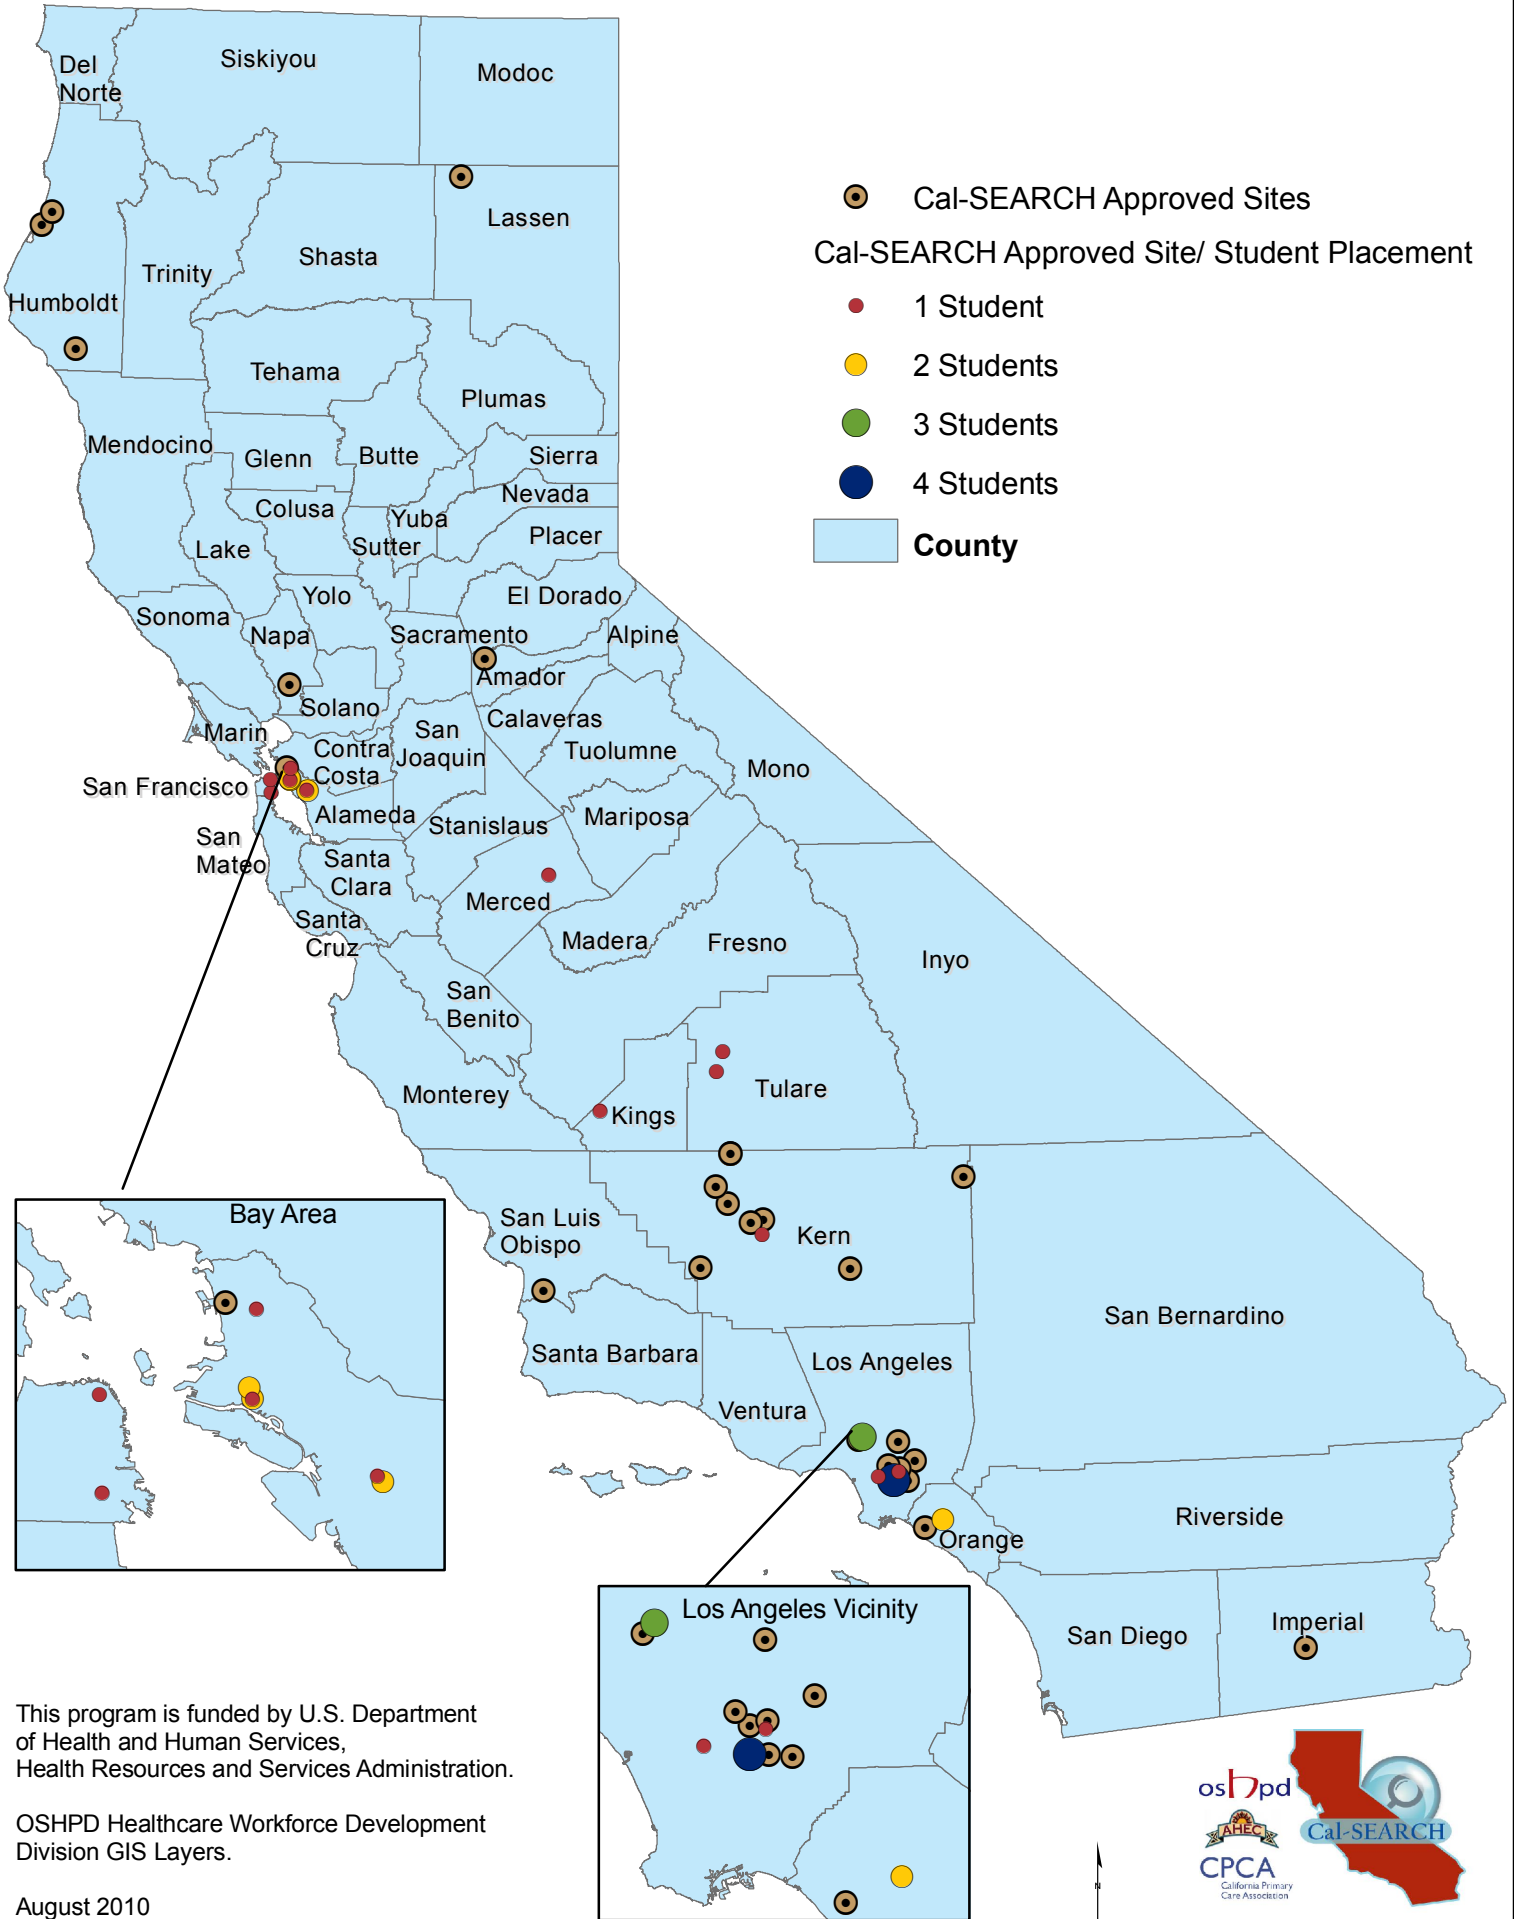 Del
Norte
Siskiyou
Modoc
Humboldt
Trinity
Shasta
Lassen
Tehama
Plumas
Mendocino
Glenn
Butte
Sierra
Colusa
Nevada
Yuba
Sutter
Placer
Lake
Yolo
El Dorado
Sonoma
Napa
Sacramento
Alpine
Amador
Solano
Marin
Calaveras
San
Joaquin
Contra
Costa
Tuolumne
Mono
San Francisco
Alameda
Stanislaus
Mariposa
San
Mateo
Santa
Clara
Merced
Santa
Cruz
Madera
Fresno
Inyo
San
Benito
Monterey
Kings
Tulare
San Luis
Obispo
Kern
San Bernardino
Santa Barbara
Los Angeles
Ventura
Orange
Riverside
San Diego
Imperial
Cal-SEARCH Approved Sites
Cal-SEARCH Approved Site/ Student Placement
1 Student
2 Students
3 Students
4 Students
County
Bay Area
Los Angeles Vicinity
This program is funded by U.S. Department
of Health and Human Services,
Health Resources and Services Administration.
OSHPD Healthcare Workforce Development
Division GIS Layers.
August 2010
N
oshpd
AHEC
CPCA
California Primary
Care Association
Cal-SEARCH